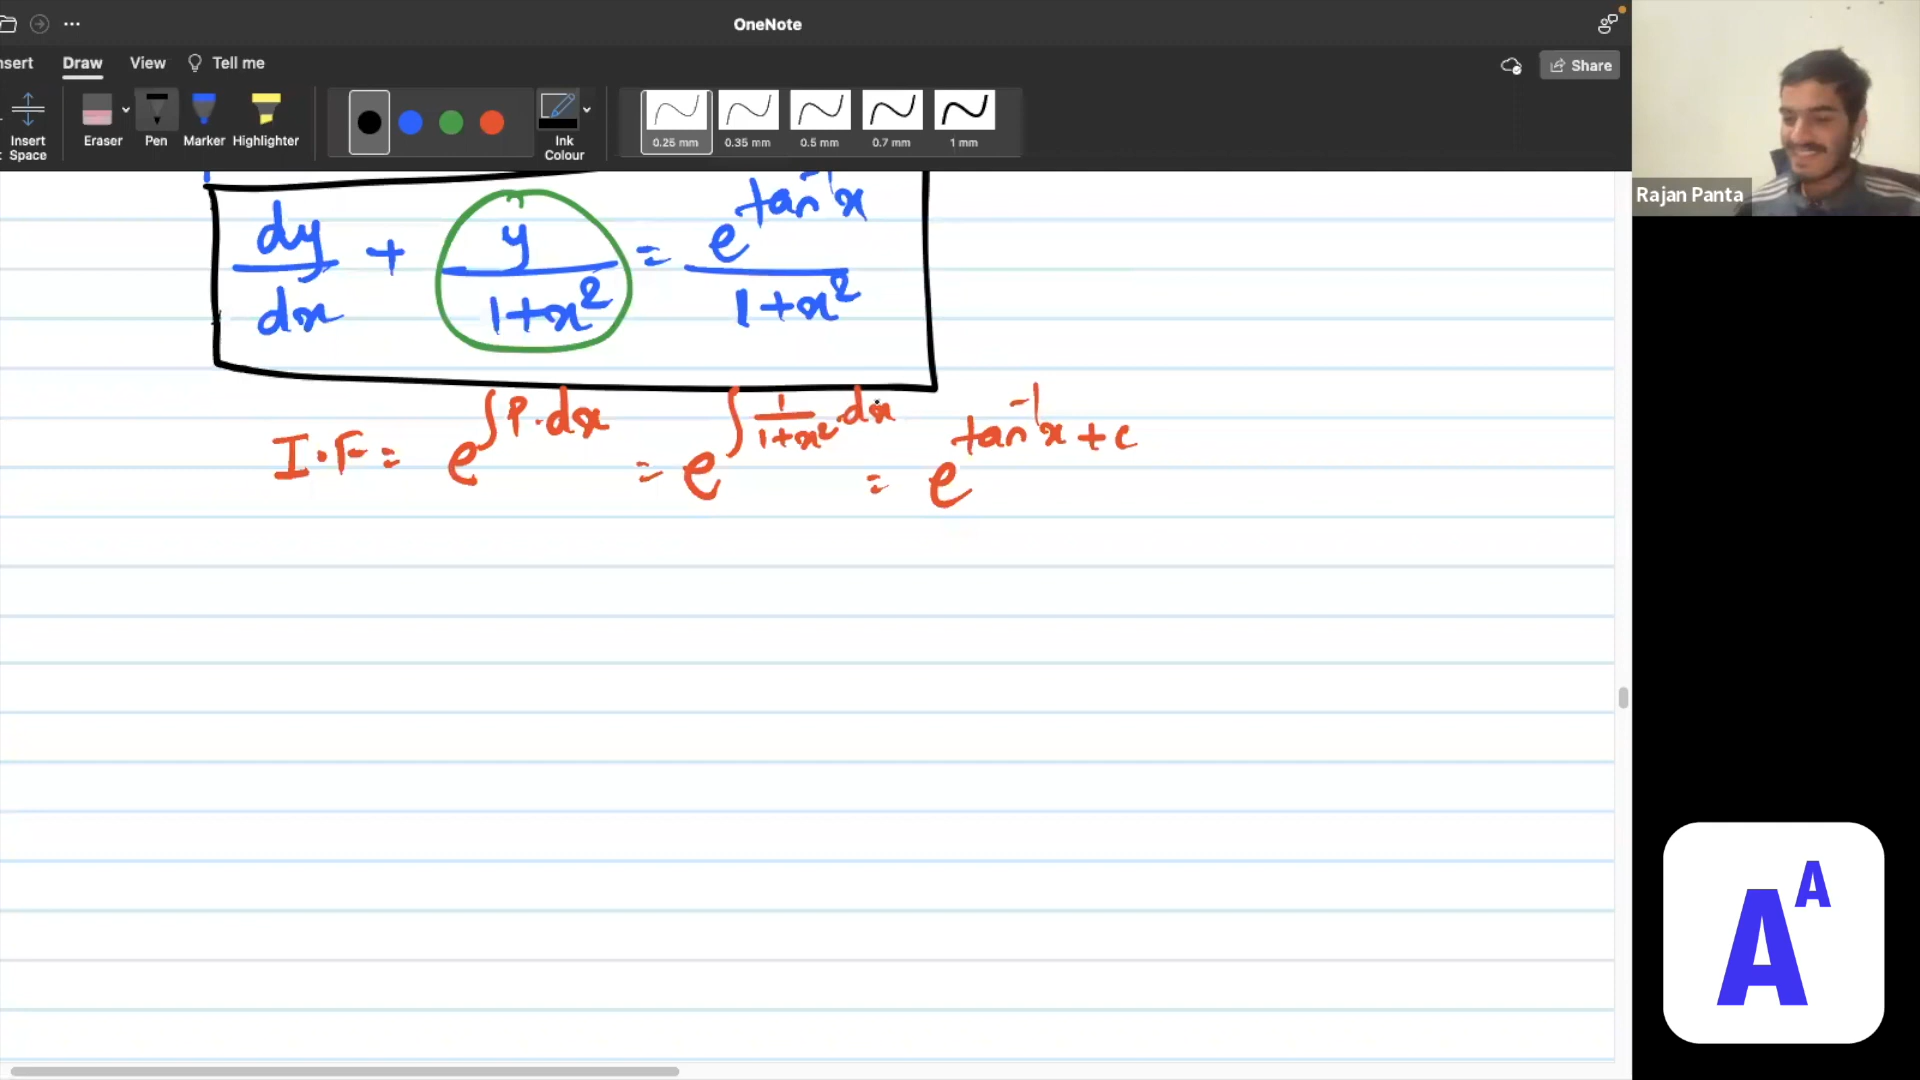 OneNote
nsert Draw View Tell me
Share
Insert Space Eraser Pen Marker Highlighter Ink Colour 0.25 mm 0.35 mm 0.5 mm 0.7 mm 1 mm
Rajan Panta
dy/dx + y/(1+x²) = e^(tan⁻¹x)/(1+x²)
I.F = e^(∫P.dx) = e^(∫1/(1+x²).dx) = e^(tan⁻¹x + c)
A^A